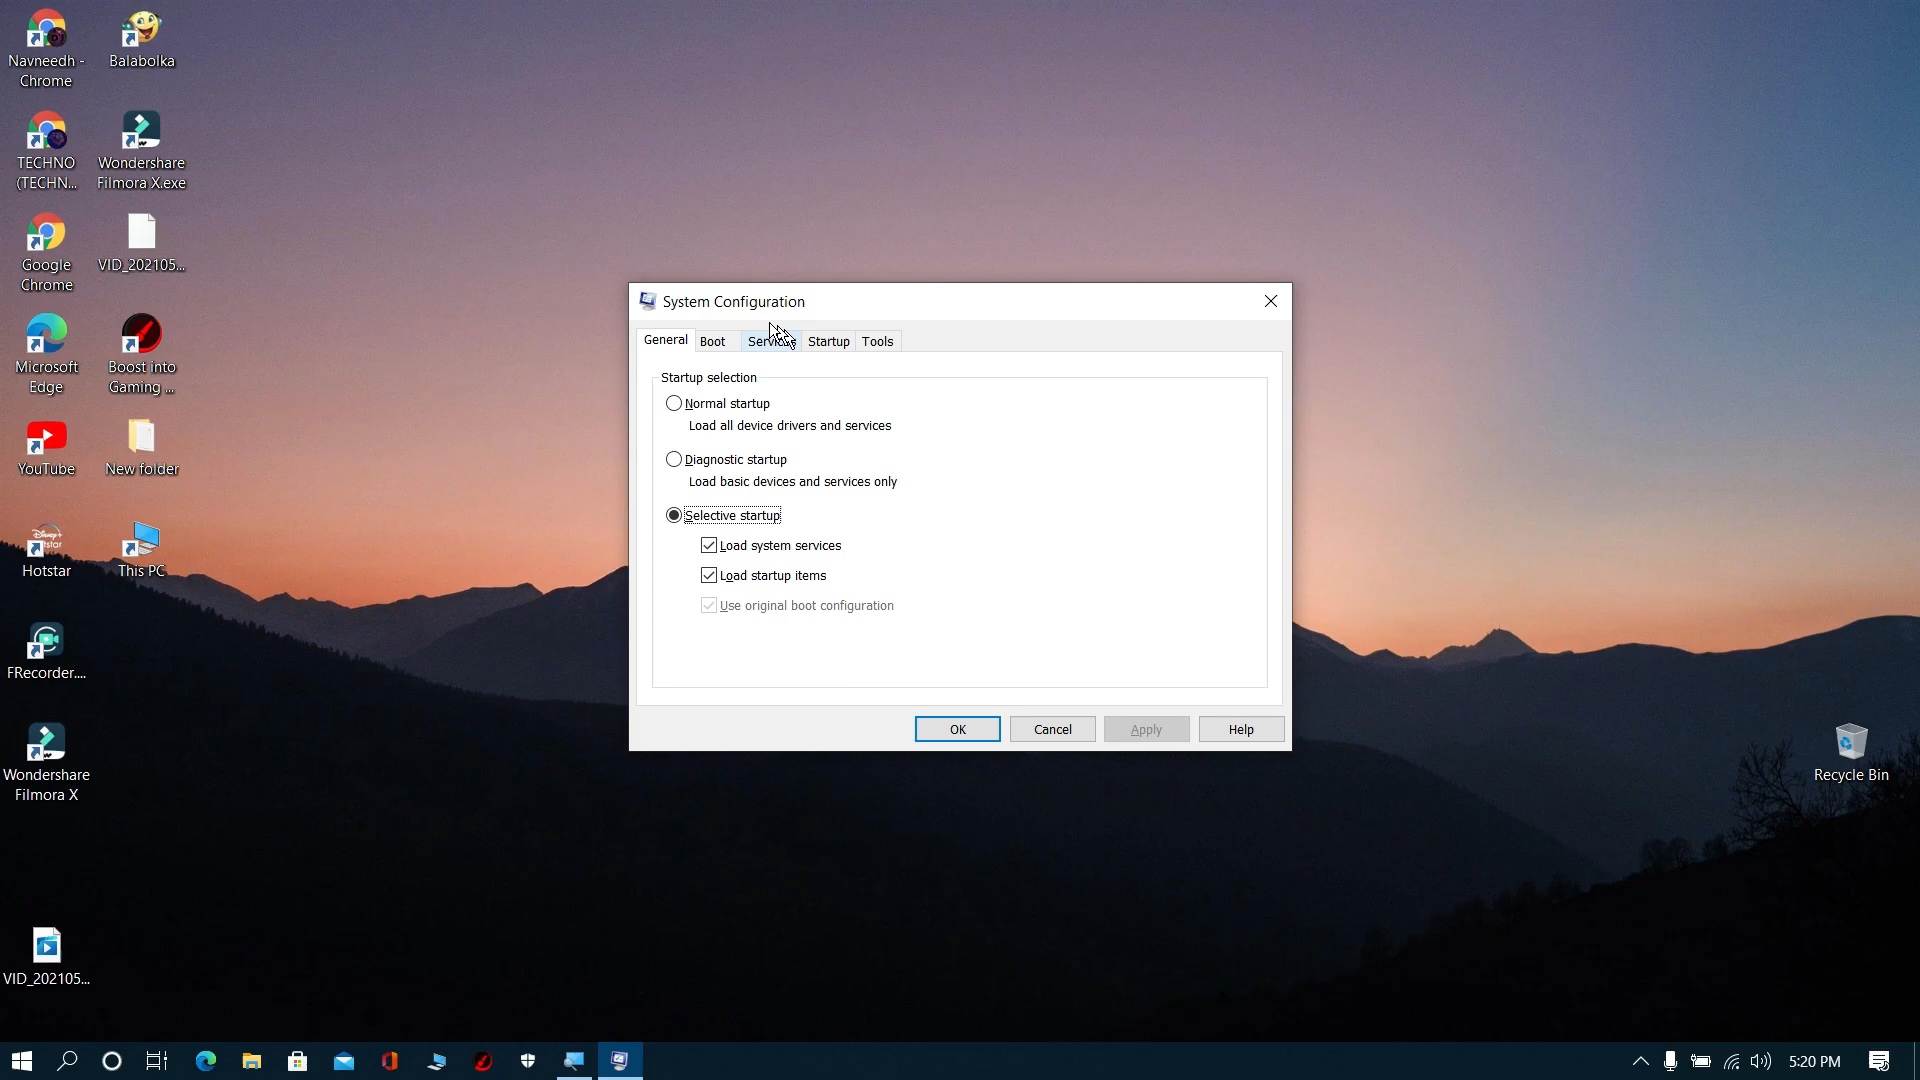 Navneedh -
Chrome
Balabolka
TECHNO
(TECHN...
Wondershare
Filmora X.exe
Google
Chrome
VID_202105...
Microsoft
Edge
Boost into
Gaming ...
YouTube
New folder
Hotstar
This PC
FRecorder....
Wondershare
Filmora X
VID_202105...
System Configuration
General
Boot
Services
Startup
Tools
Startup selection
Normal startup
Load all device drivers and services
Diagnostic startup
Load basic devices and services only
Selective startup
Load system services
Load startup items
Use original boot configuration
OK
Cancel
Apply
Help
Recycle Bin
5:20 PM